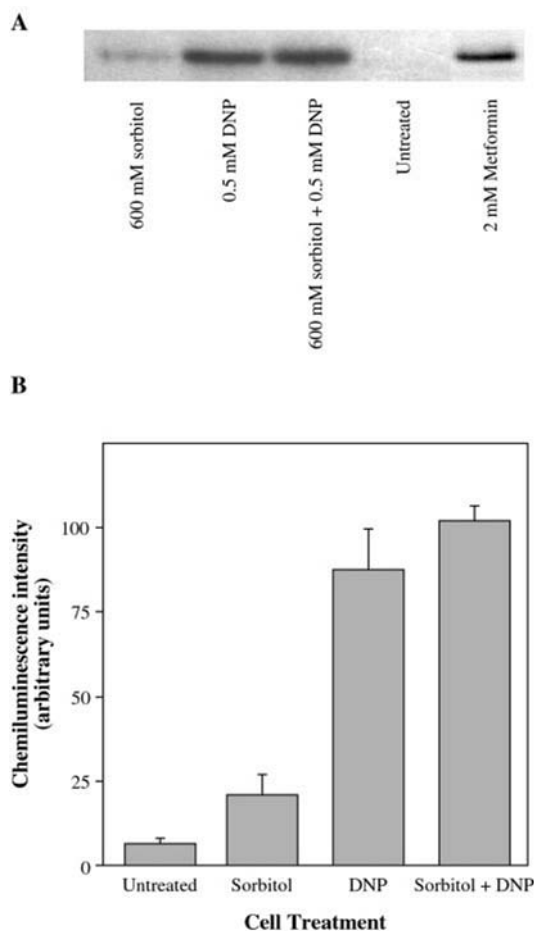 A
600 mM sorbitol
0.5 mM DNP
600 mM sorbitol + 0.5 mM DNP
Untreated
2 mM Metformin
B
Chemiluminescence intensity
(arbitrary units)
100
75
50
25
0
Untreated
Sorbitol
DNP
Sorbitol + DNP
Cell Treatment